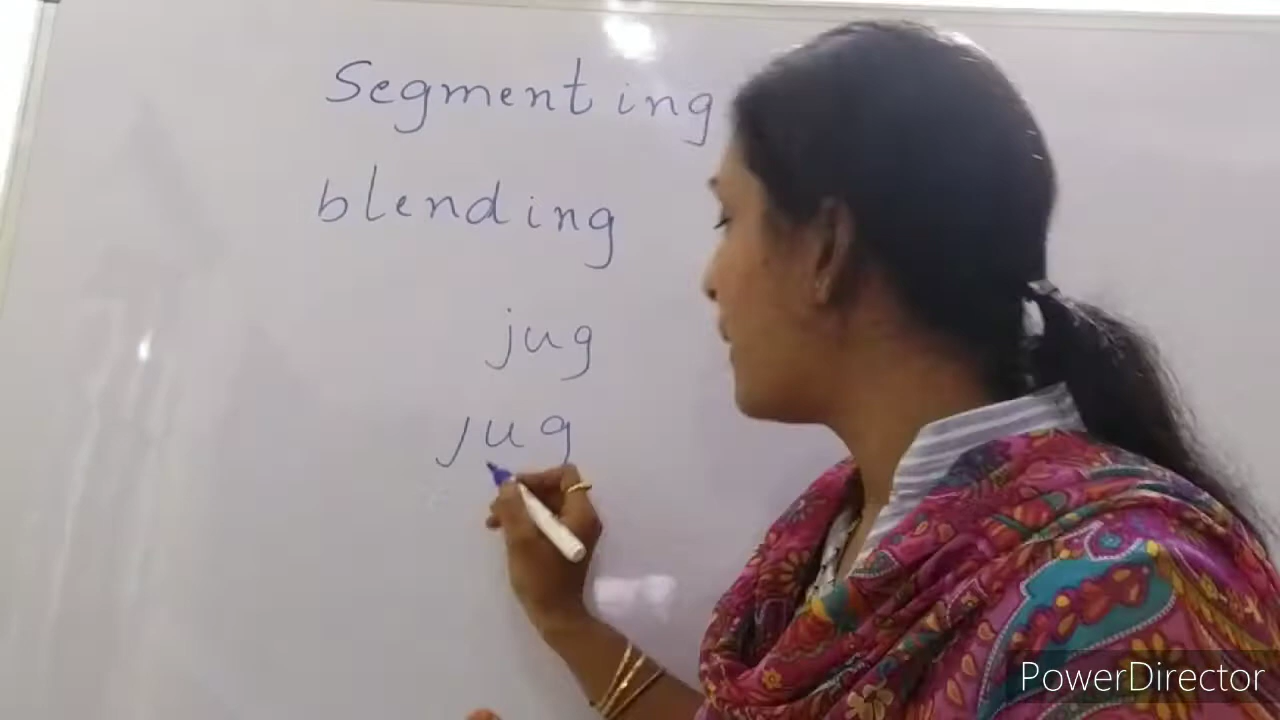 Segmenting
blending
jug
jug
PowerDirector